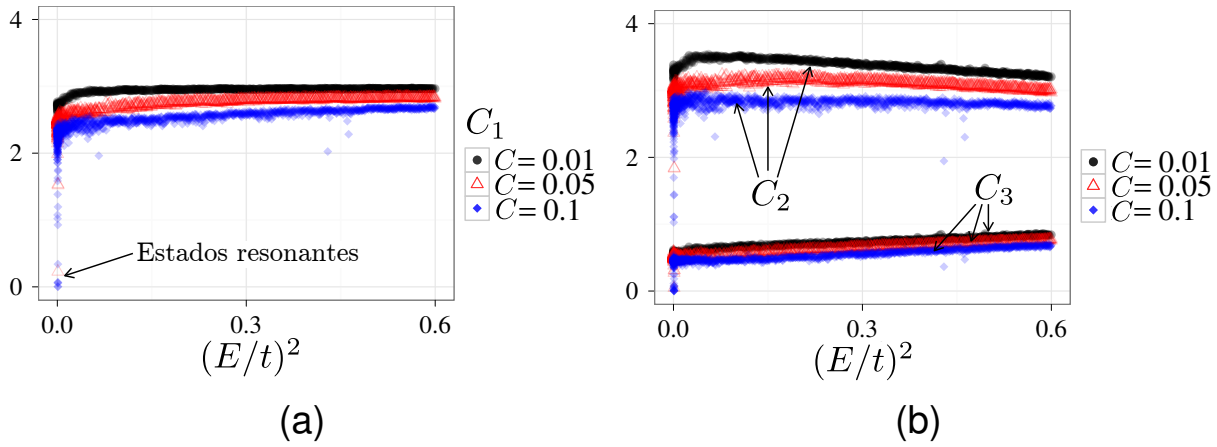 4
2
0
0.0
0.3
0.6
(E/t)²
Estados resonantes
C₁
C = 0.01
C = 0.05
C = 0.1
(a)
4
2
0
0.0
0.3
0.6
(E/t)²
C₂
C₃
C = 0.01
C = 0.05
C = 0.1
(b)